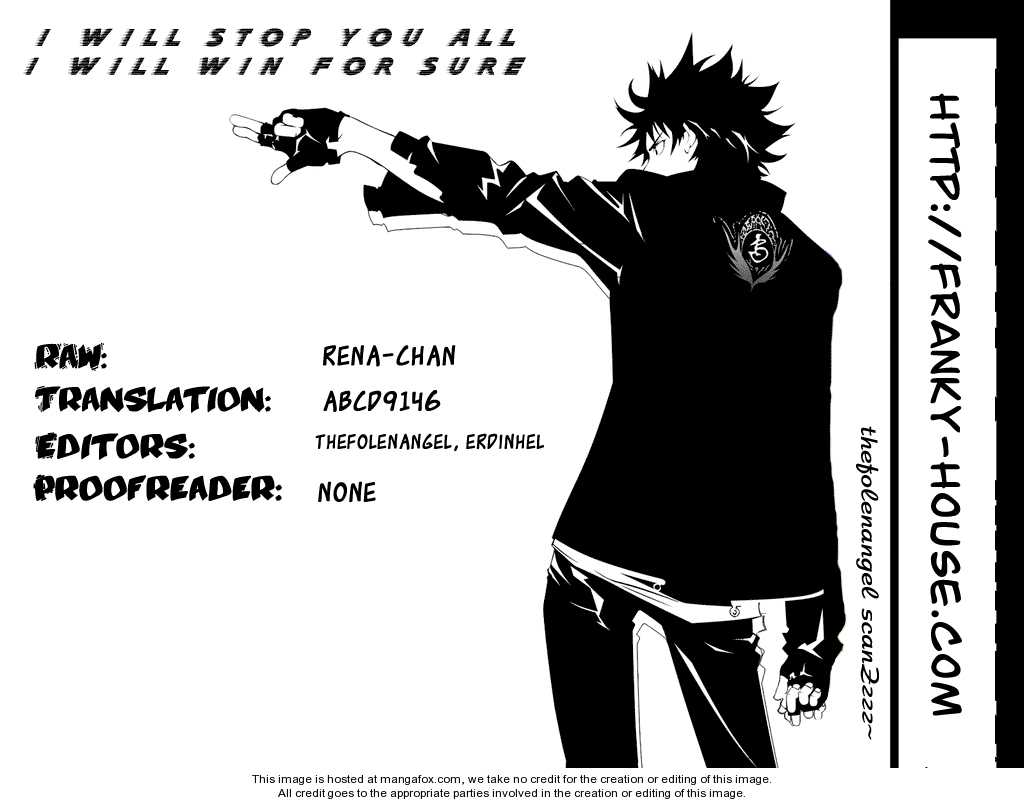 I WILL STOP YOU ALL
I WILL WIN FOR SURE
RAW: RENA-CHAN
TRANSLATION: ABCD9146
EDITORS: THEFOLENANGEL, ERDINHEL
PROOFREADER: NONE
thefolenangel scanZzzz~
HTTP://FRANKY-HOUSE.COM
This image is hosted at mangafox.com, we take no credit for the creation or editing of this image.
All credit goes to the appropriate parties involved in the creation or editing of this image.